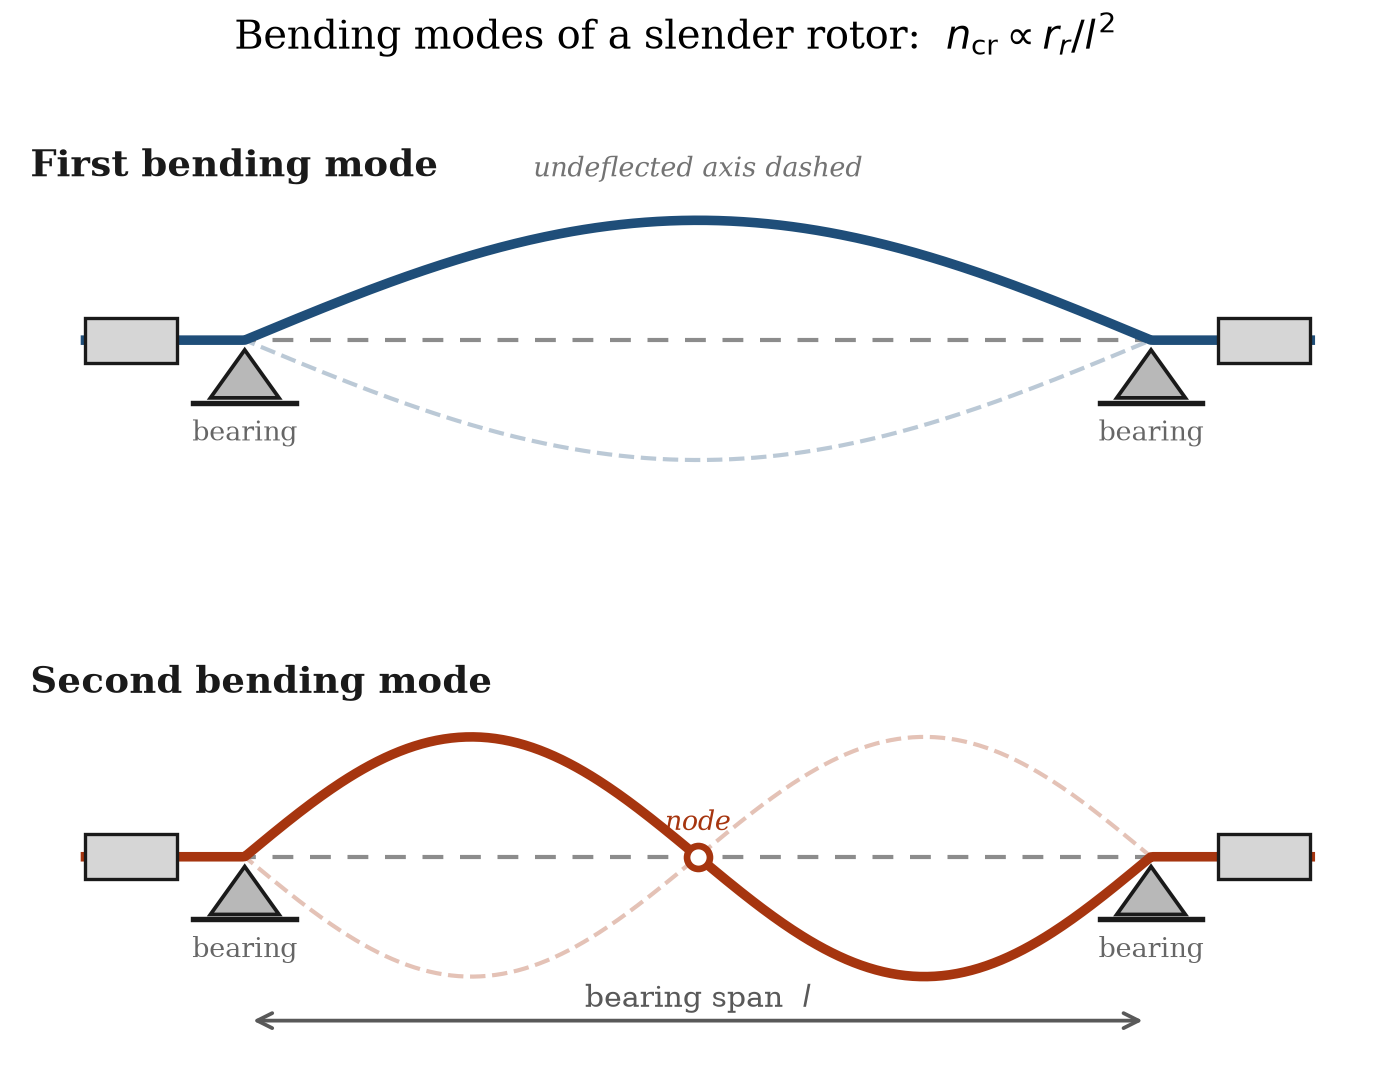 Bending modes of a slender rotor: n_cr ∝ r_r/l²
First bending mode
undeflected axis dashed
bearing
bearing
Second bending mode
node
bearing
bearing
bearing span l